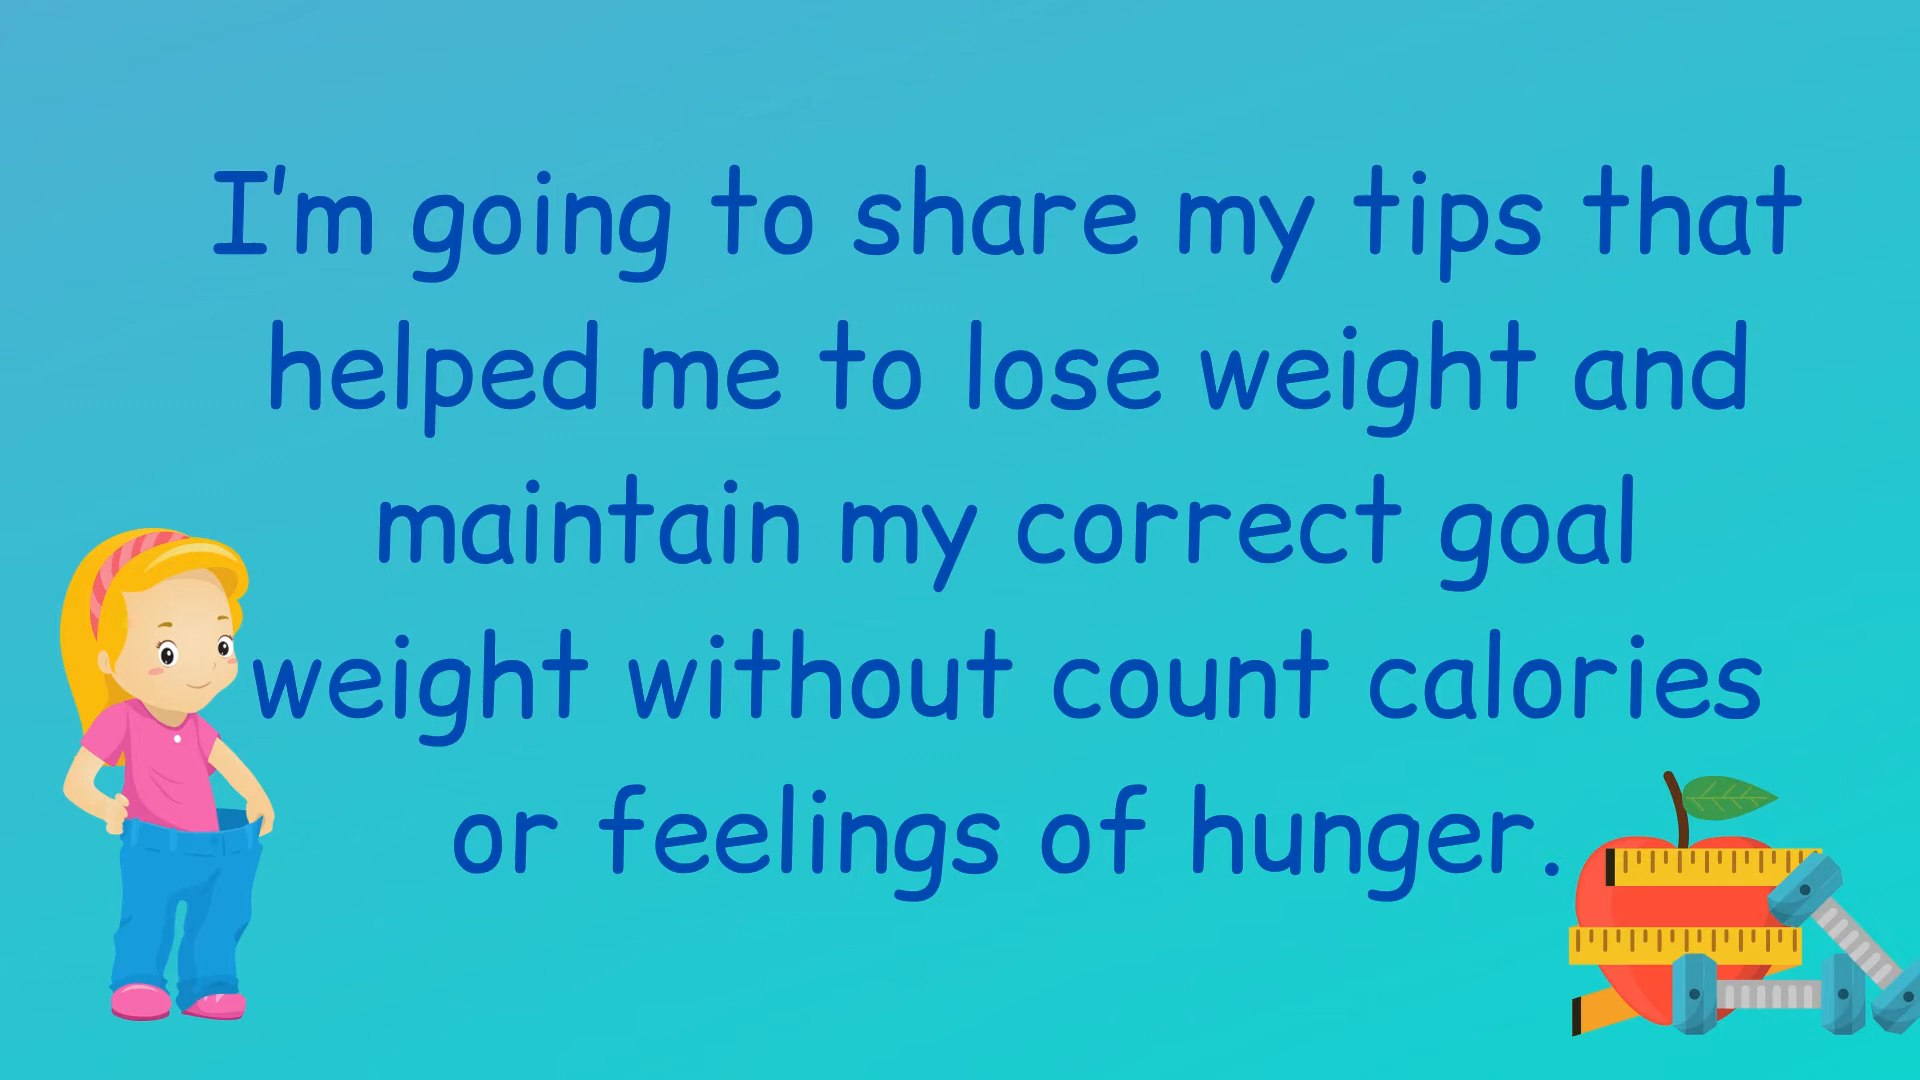 I'm going to share my tips that
helped me to lose weight and
maintain my correct goal
weight without count calories
or feelings of hunger.